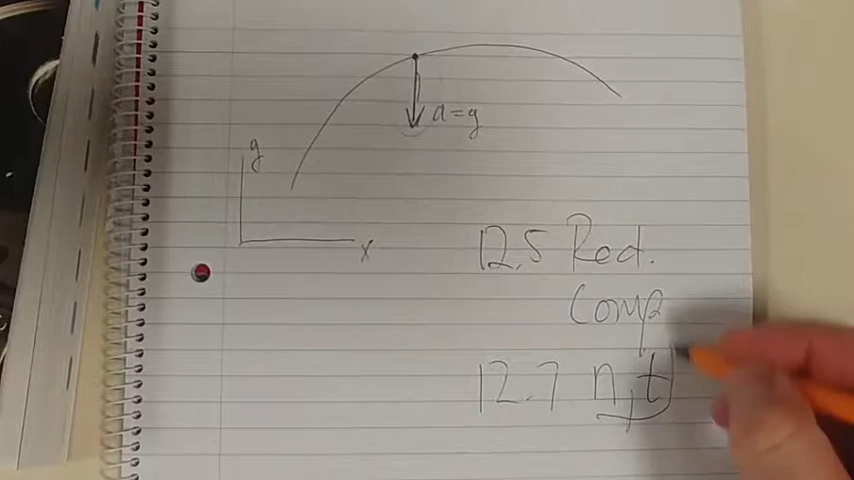 a = g
y
x
12.5 Rect.
Comp
12.7 n,t